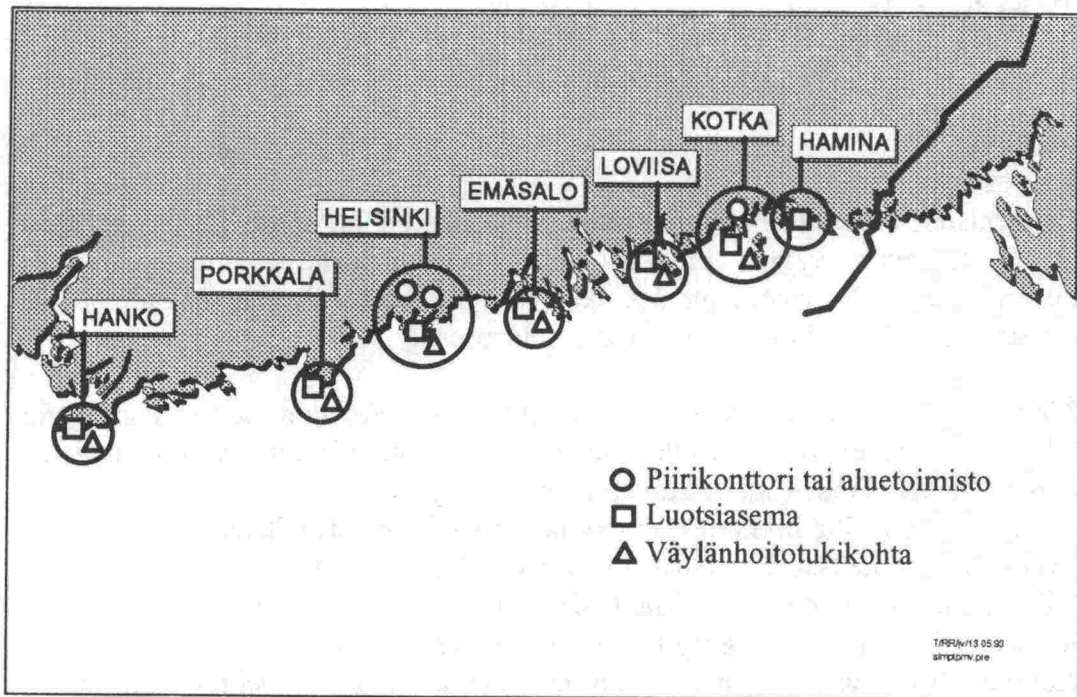 KOTKA
HAMINA
LOVIISA
EMÄSALO
HELSINKI
PORKKALA
HANKO
Piirikonttori tai aluetoimisto
Luotsiasema
Väylänhoitotukikohta